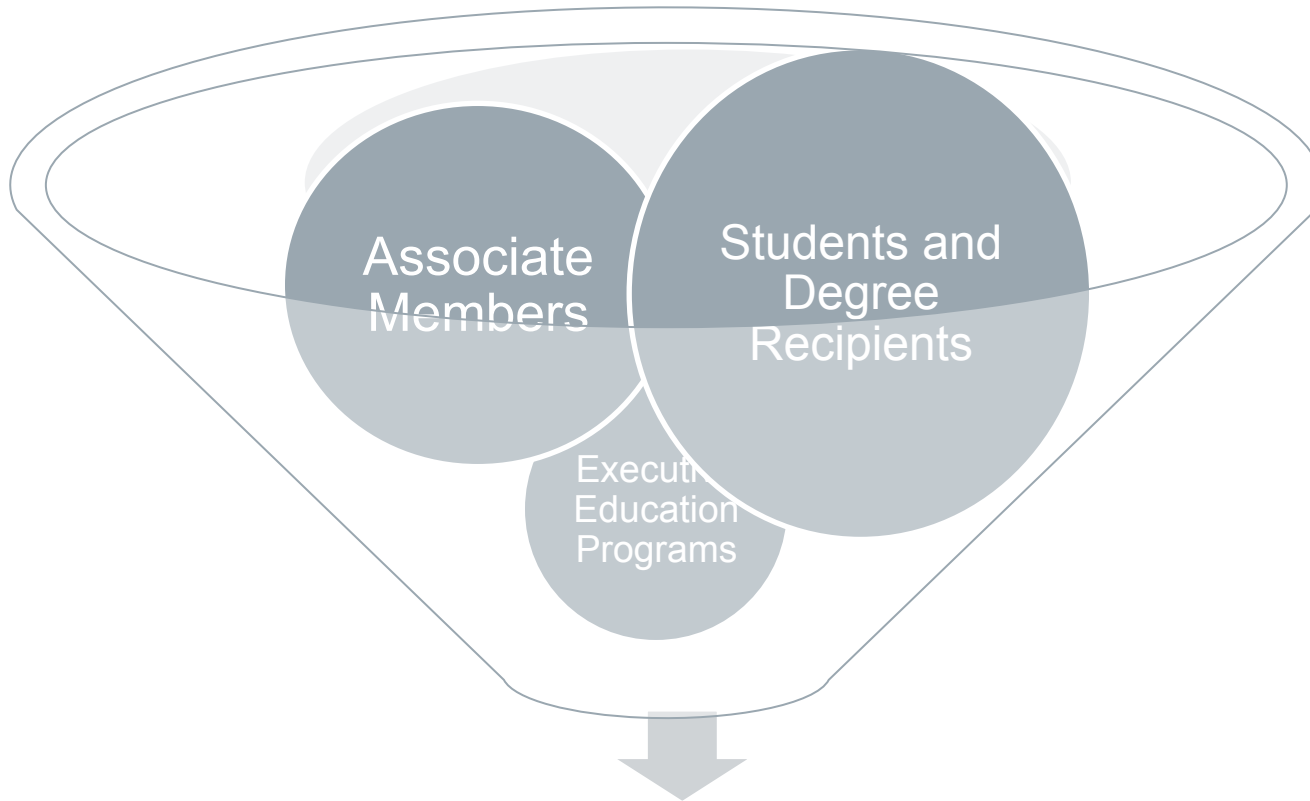 Associate
Members
Students and
Degree
Recipients
Education
Programs